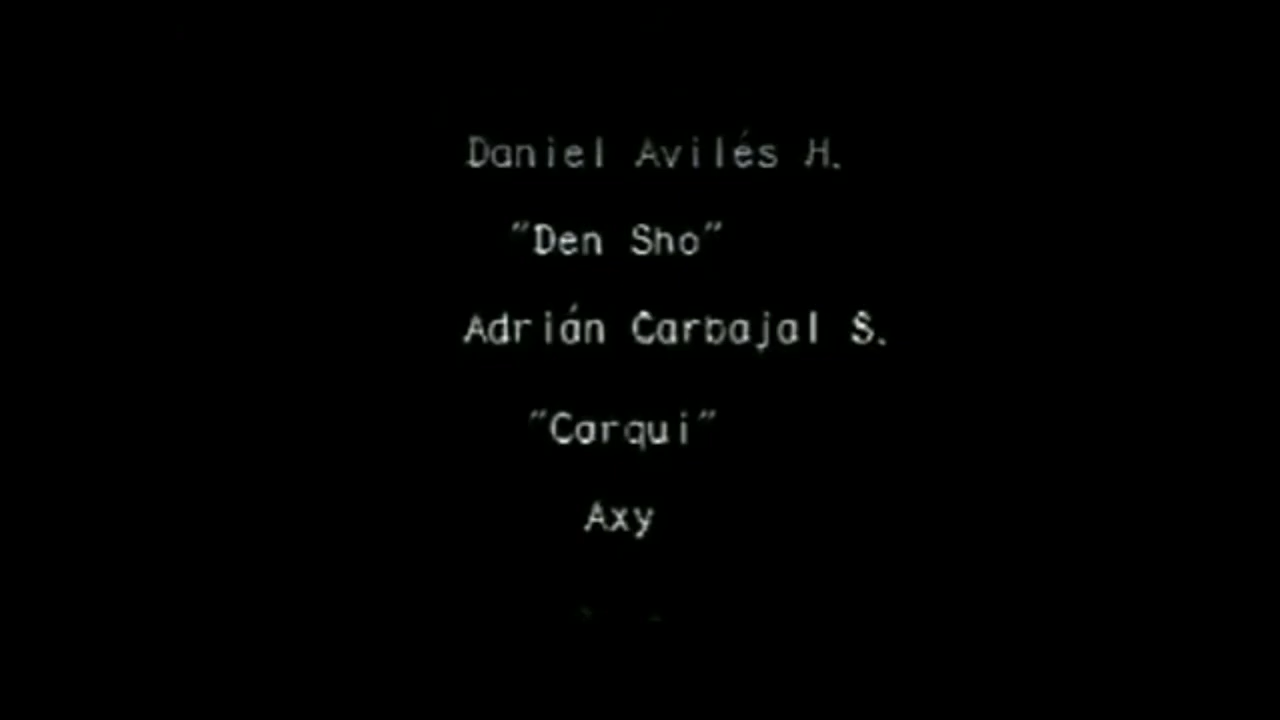 Daniel Avilés H.
"Den Sho"
Adrián Carbajal S.
"Carqui"
Axy